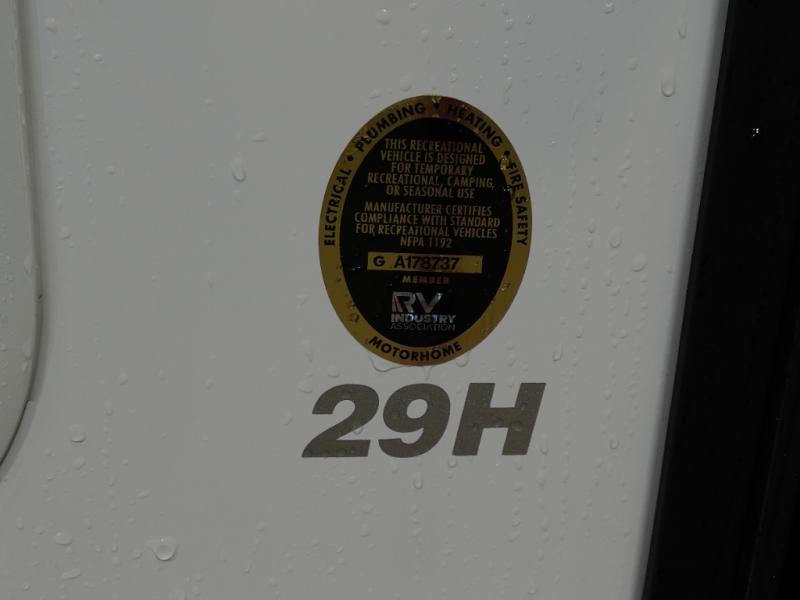 ELECTRICAL • PLUMBING • HEATING • FIRE SAFETY
THIS RECREATIONAL
VEHICLE IS DESIGNED
FOR TEMPORARY
RECREATIONAL, CAMPING,
OR SEASONAL USE
MANUFACTURER CERTIFIES
COMPLIANCE WITH STANDARD
FOR RECREATIONAL VEHICLES
NFPA 1192
G A178737
MEMBER
RV
INDUSTRY
ASSOCIATION
MOTORHOME
29H